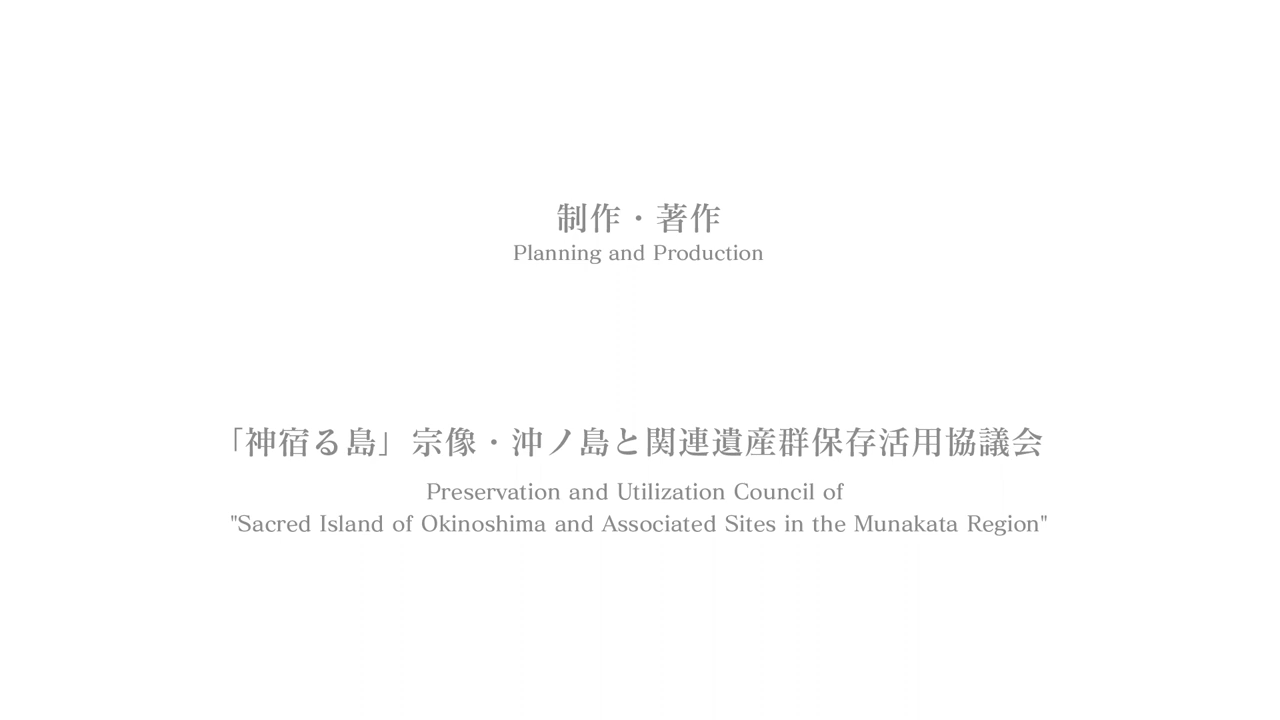 制作・著作
Planning and Production
「神宿る島」宗像・沖ノ島と関連遺産群保存活用協議会
Preservation and Utilization Council of
"Sacred Island of Okinoshima and Associated Sites in the Munakata Region"